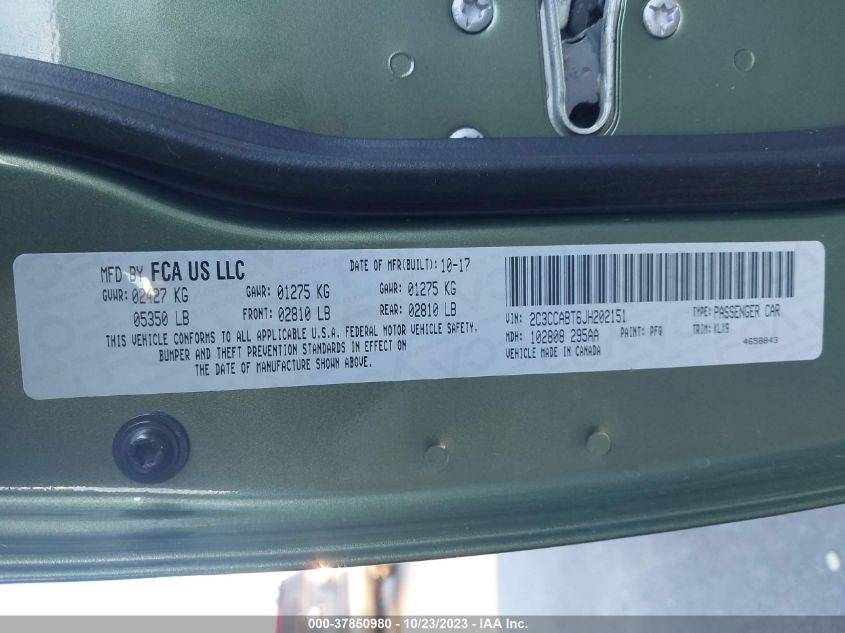 MFD BY FCA US LLC
DATE OF MFR(BUILT): 10-17
GVWR: 02427 KG
GAWR: 01275 KG
GAWR: 01275 KG
05350 LB
FRONT: 02810 LB
REAR: 02810 LB
THIS VEHICLE CONFORMS TO ALL APPLICABLE U.S.A. FEDERAL MOTOR VEHICLE SAFETY,
BUMPER AND THEFT PREVENTION STANDARDS IN EFFECT ON
THE DATE OF MANUFACTURE SHOWN ABOVE.
VIN: 2C3CCABT6JH202151
TYPE: PASSENGER CAR
MDH: 102808 295AA
PAINT: PFQ
TRIM: KLX9
VEHICLE MADE IN CANADA
4658843
000-37850980 - 10/23/2023 - IAAI.com